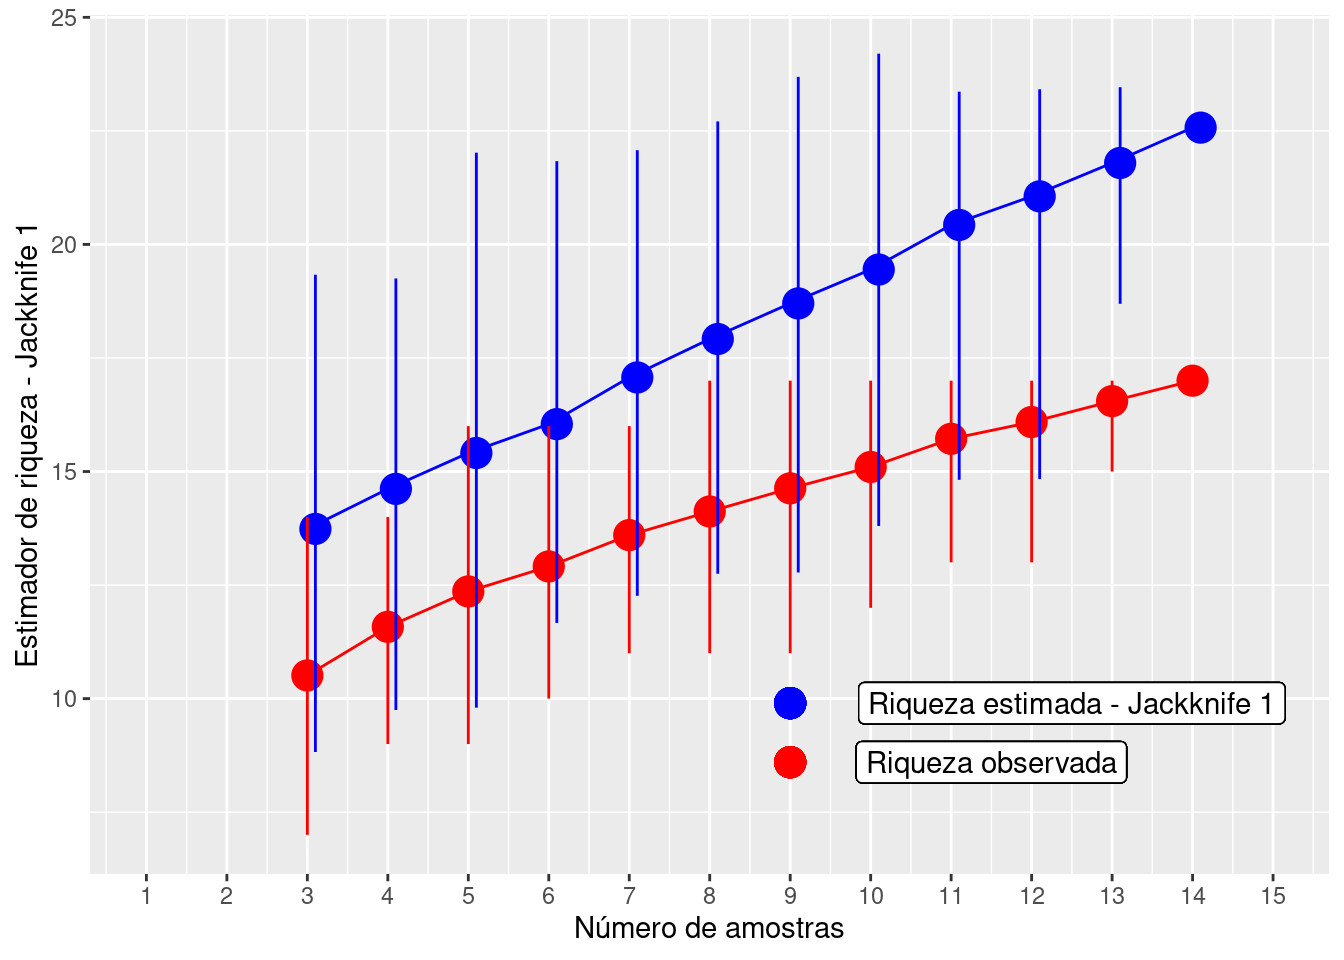 Estimador de riqueza - Jackknife 1
25
20
15
10
Riqueza estimada - Jackknife 1
Riqueza observada
1 2 3 4 5 6 7 8 9 10 11 12 13 14 15
Número de amostras